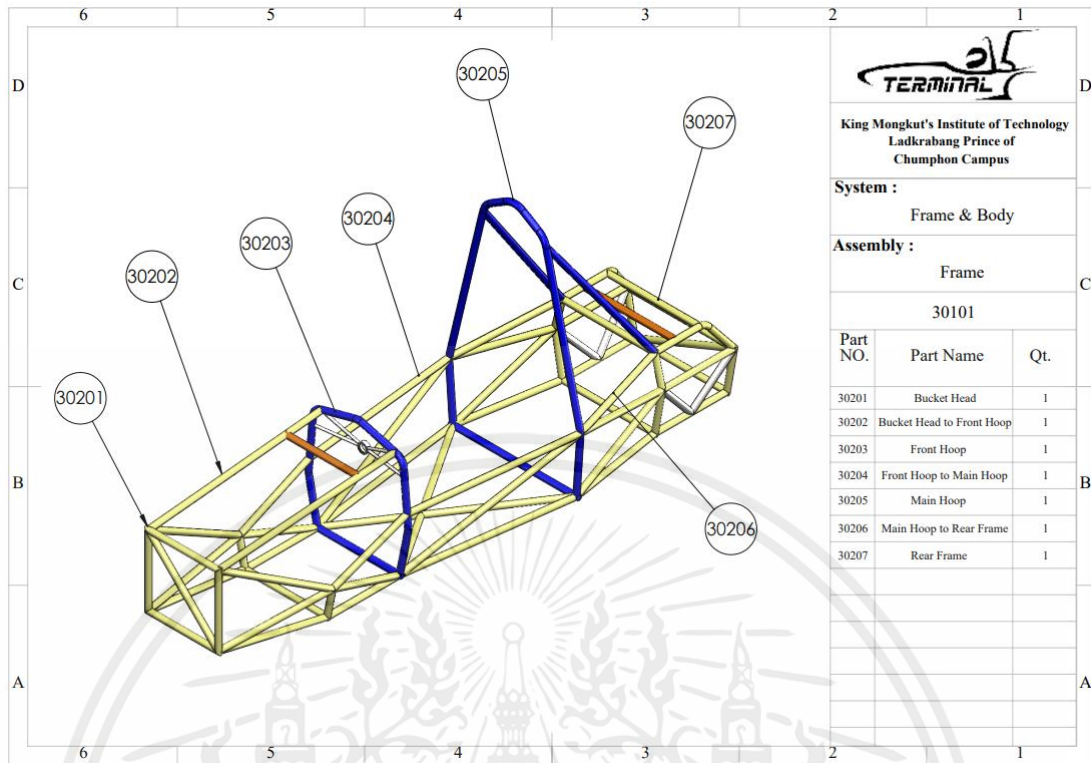 6 5 4 3 2 1
D
30205
30207
30204
30203
30202
C
30201
B
30206
A
TERMINAL
King Mongkut's Institute of Technology
Ladkrabang Prince of
Chumphon Campus
System :
Frame & Body
Assembly :
Frame
30101
Part NO. Part Name Qt.
30201 Bucket Head 1
30202 Bucket Head to Front Hoop 1
30203 Front Hoop 1
30204 Front Hoop to Main Hoop 1
30205 Main Hoop 1
30206 Main Hoop to Rear Frame 1
30207 Rear Frame 1
D
C
B
A
6 5 4 3 2 1